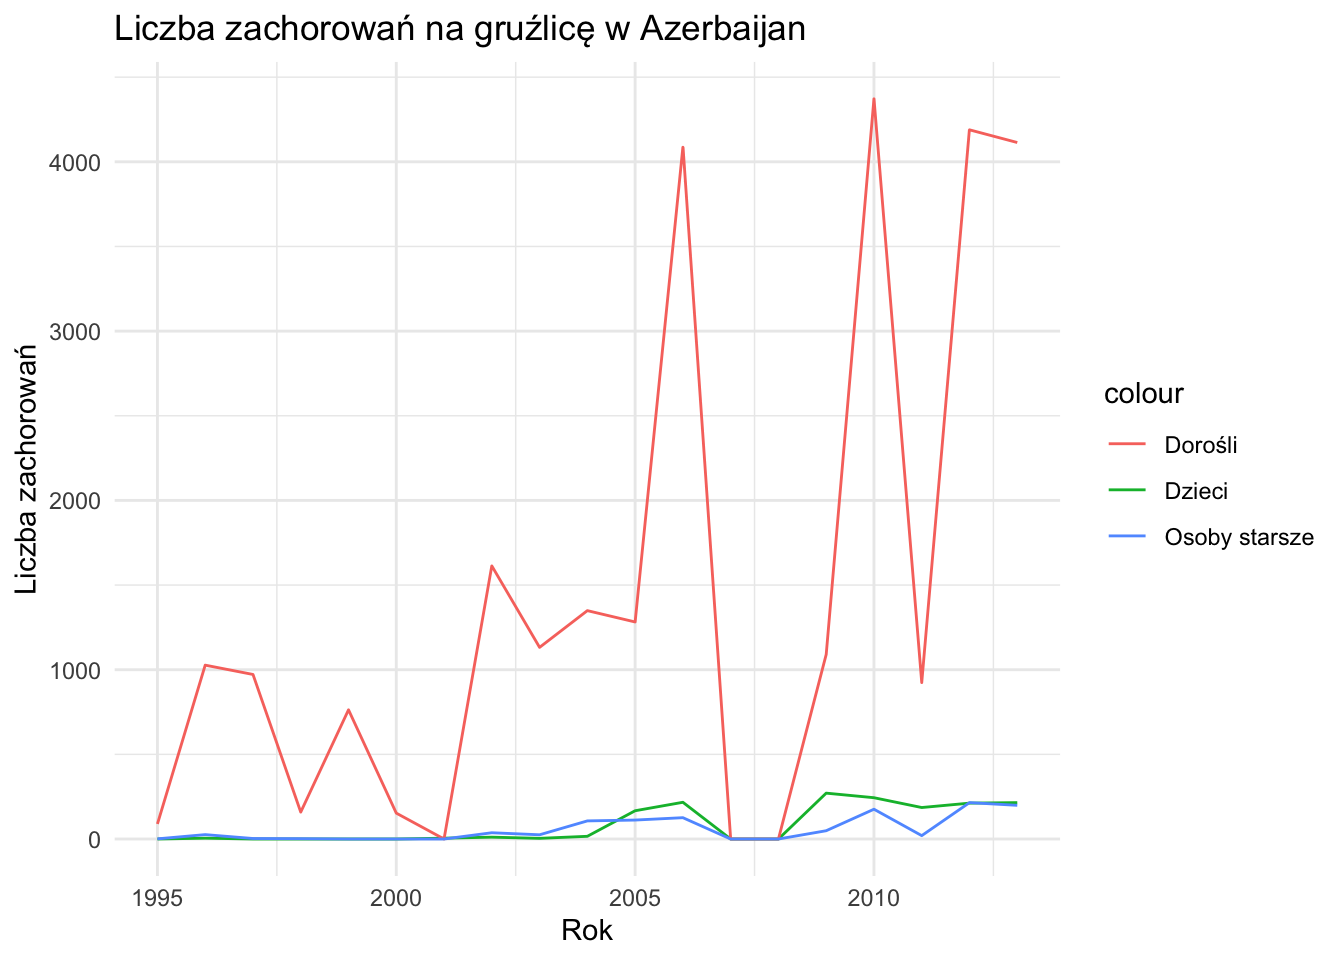 Liczba zachorowań na gruźlicę w Azerbaijan
Liczba zachorowań
4000
3000
2000
1000
0
1995
2000
2005
2010
Rok
colour
Dorośli
Dzieci
Osoby starsze